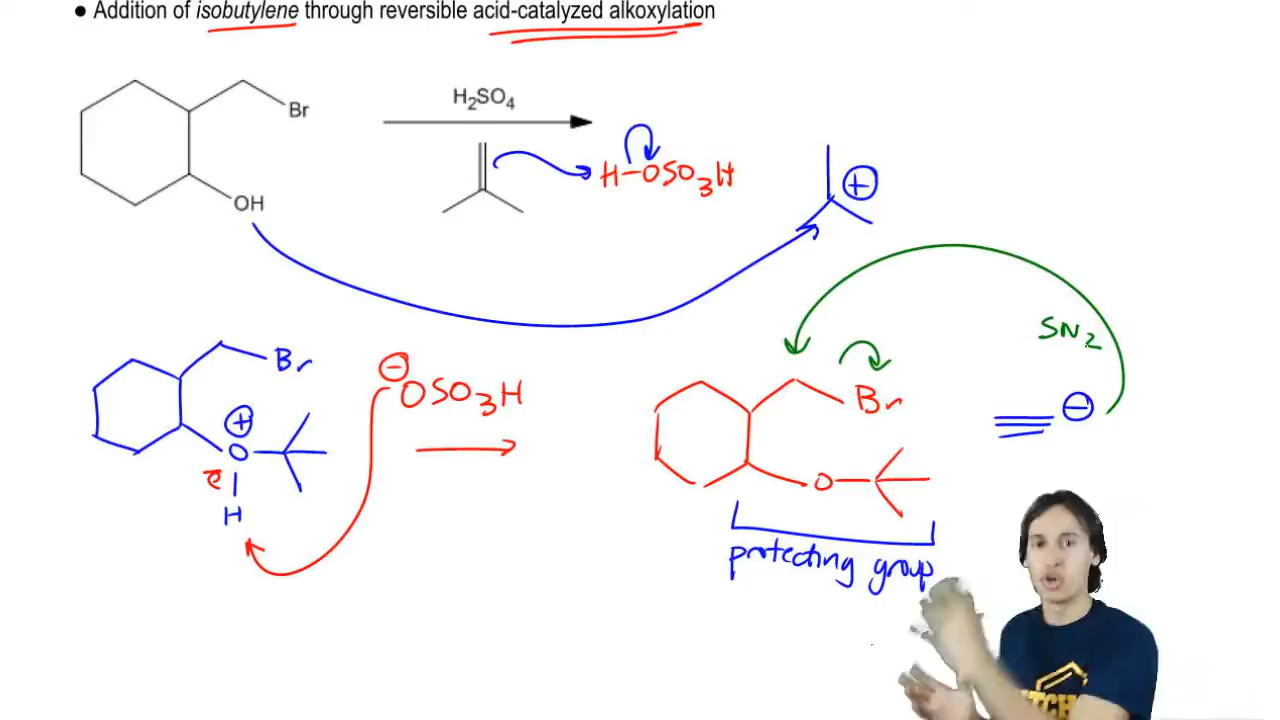 ● Addition of isobutylene through reversible acid-catalyzed alkoxylation
Br
H₂SO₄
H-OSO₃H
+
OH
SN₂
Br
⊖
OSO₃H
Br
⊖
⊕
O
e
H
O
protecting group